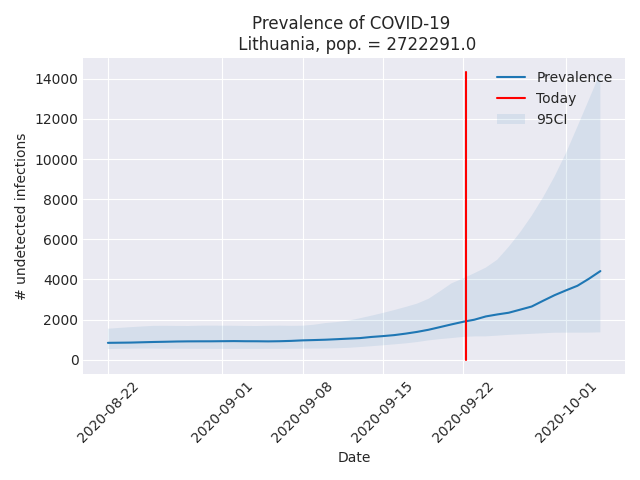 Prevalence of COVID-19
Lithuania, pop. = 2722291.0
14000
12000
10000
8000
6000
4000
2000
0
# undetected infections
Prevalence
Today
95CI
2020-08-22
2020-09-01
2020-09-08
2020-09-15
2020-09-22
2020-10-01
Date